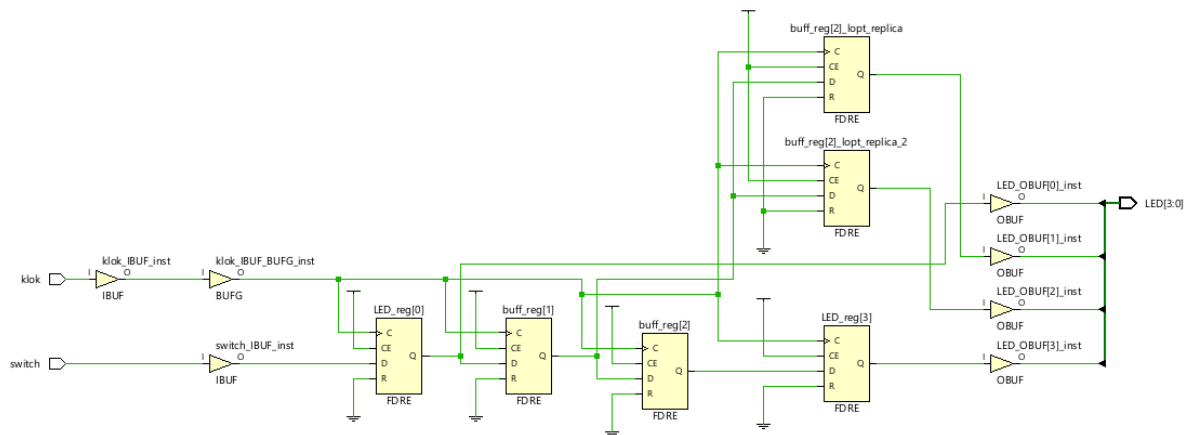 buff_reg[2]_lopt_replica
C
CE
D
R
Q
FDRE
buff_reg[2]_lopt_replica_2
C
CE
D
R
Q
FDRE
LED_OBUF[0]_inst
I
O
OBUF
LED[3:0]
LED_OBUF[1]_inst
I
O
OBUF
LED_OBUF[2]_inst
I
O
OBUF
klok
klok_IBUF_inst
I
O
IBUF
klok_IBUF_BUFG_inst
I
O
BUFG
switch
switch_IBUF_inst
I
O
IBUF
LED_reg[0]
C
CE
D
R
Q
FDRE
buff_reg[1]
C
CE
D
R
Q
FDRE
buff_reg[2]
C
CE
D
R
Q
FDRE
LED_reg[3]
C
CE
D
R
Q
FDRE
LED_OBUF[3]_inst
I
O
OBUF